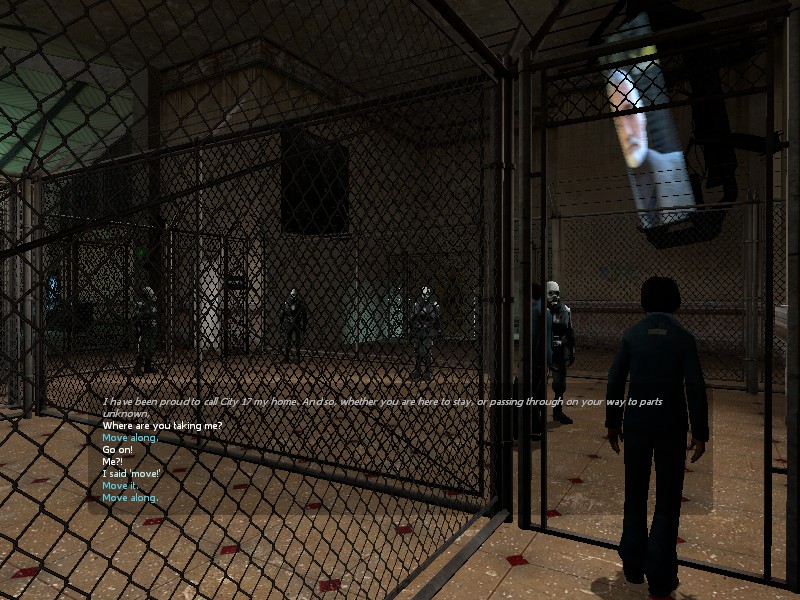 I have been proud to call City 17 my home. And so, whether you are here to stay, or passing through on your way to parts
unknown,
Where are you taking me?
Move along.
Go on!
Me?!
I said 'move!'
Move it.
Move along.